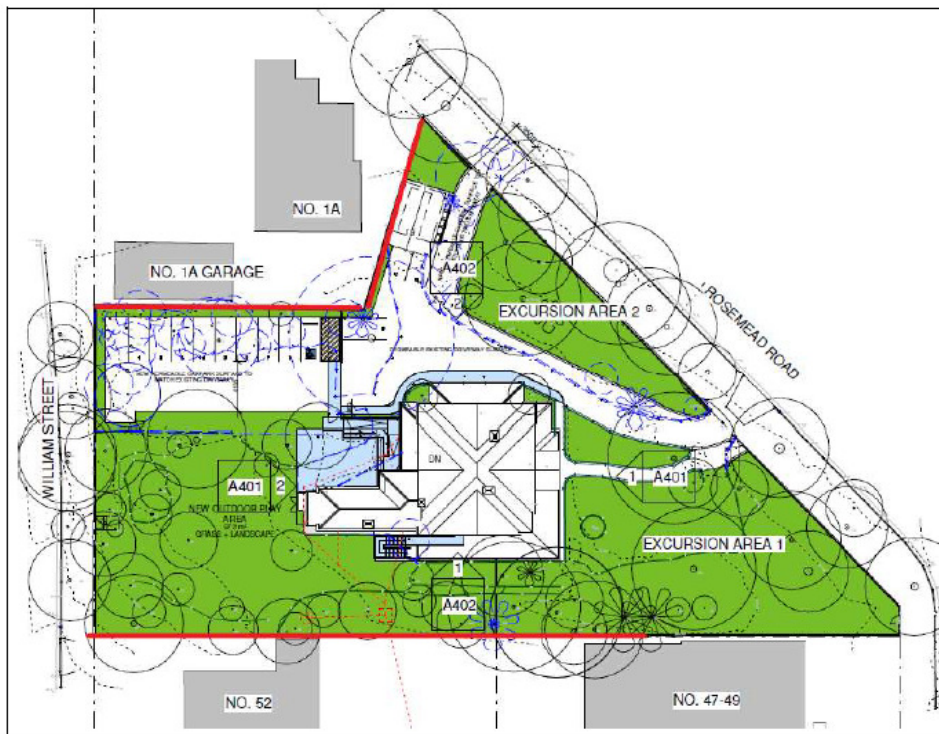 NO. 1A
NO. 1A GARAGE
A402
2
EXCURSION AREA 2
ROSEMEAD ROAD
WILLIAM STREET
DN
A401
2
NEW OUTDOOR PLAY
AREA
GRASS + LANDSCAPE
1
A401
EXCURSION AREA 1
1
A402
NO. 52
NO. 47-49